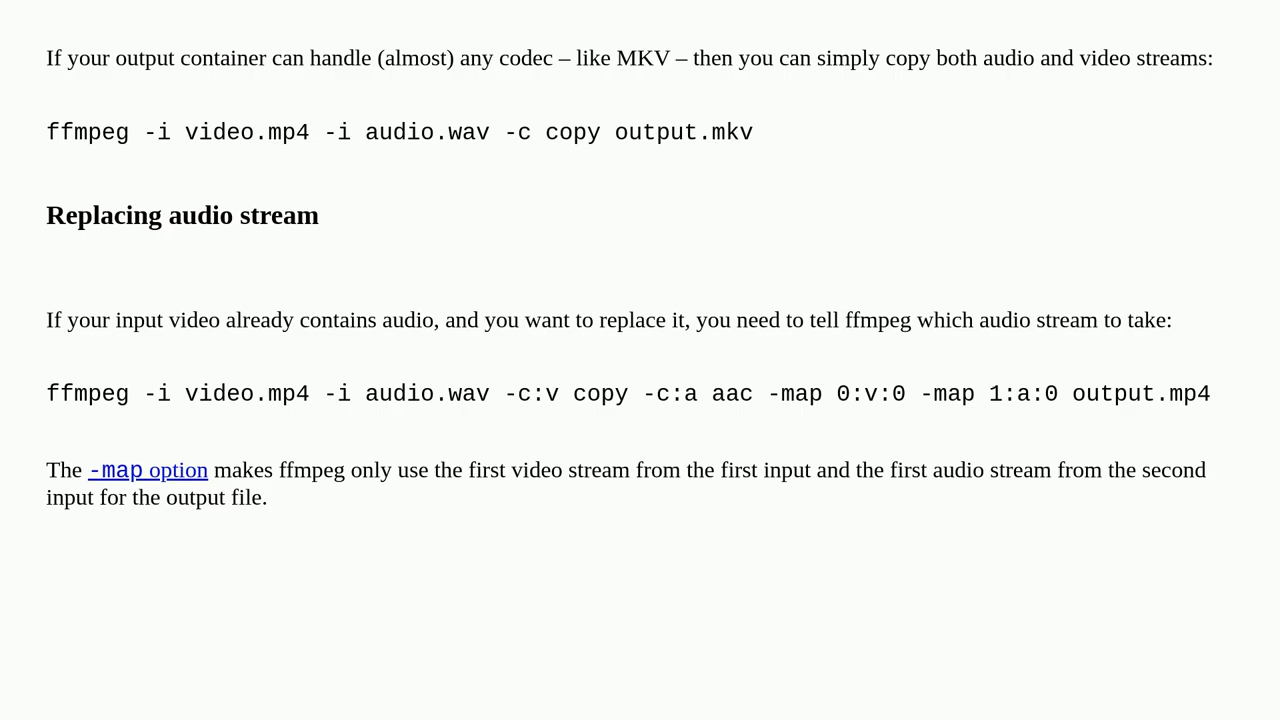 If your output container can handle (almost) any codec – like MKV – then you can simply copy both audio and video streams:
ffmpeg -i video.mp4 -i audio.wav -c copy output.mkv
Replacing audio stream
If your input video already contains audio, and you want to replace it, you need to tell ffmpeg which audio stream to take:
ffmpeg -i video.mp4 -i audio.wav -c:v copy -c:a aac -map 0:v:0 -map 1:a:0 output.mp4
The -map option makes ffmpeg only use the first video stream from the first input and the first audio stream from the second
input for the output file.